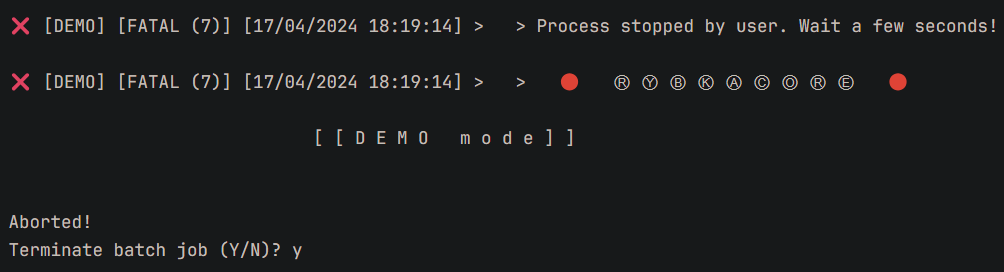 ❌ [DEMO] [FATAL (7)] [17/04/2024 18:19:14] >   > Process stopped by user. Wait a few seconds!
❌ [DEMO] [FATAL (7)] [17/04/2024 18:19:14] >   >   🔴   Ⓡ Ⓨ Ⓑ Ⓚ Ⓐ Ⓒ Ⓞ Ⓡ Ⓔ   🔴
[ [ D E M O   m o d e ] ]
Aborted!
Terminate batch job (Y/N)? y